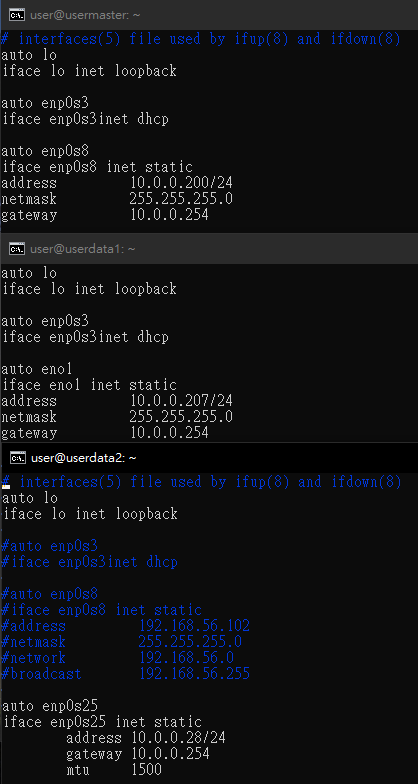 user@usermaster: ~
# interfaces(5) file used by ifup(8) and ifdown(8)
auto lo
iface lo inet loopback
auto enp0s3
iface enp0s3inet dhcp
auto enp0s8
iface enp0s8 inet static
address 10.0.0.200/24
netmask 255.255.255.0
gateway 10.0.0.254
user@userdata1: ~
auto lo
iface lo inet loopback
auto enp0s3
iface enp0s3inet dhcp
auto eno1
iface eno1 inet static
address 10.0.0.207/24
netmask 255.255.255.0
gateway 10.0.0.254
user@userdata2: ~
# interfaces(5) file used by ifup(8) and ifdown(8)
auto lo
iface lo inet loopback
#auto enp0s3
#iface enp0s3inet dhcp
#auto enp0s8
#iface enp0s8 inet static
#address 192.168.56.102
#netmask 255.255.255.0
#network 192.168.56.0
#broadcast 192.168.56.255
auto enp0s25
iface enp0s25 inet static
address 10.0.0.28/24
gateway 10.0.0.254
mtu 1500